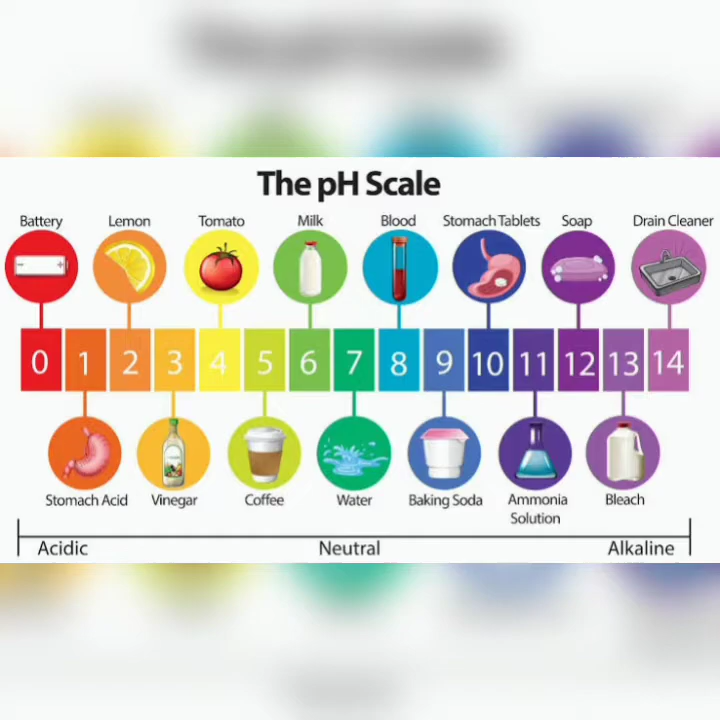 The pH Scale
Battery Lemon Tomato Milk Blood Stomach Tablets Soap Drain Cleaner
0 1 2 3 4 5 6 7 8 9 10 11 12 13 14
Stomach Acid Vinegar Coffee Water Baking Soda Ammonia Bleach
Solution
Acidic Neutral Alkaline